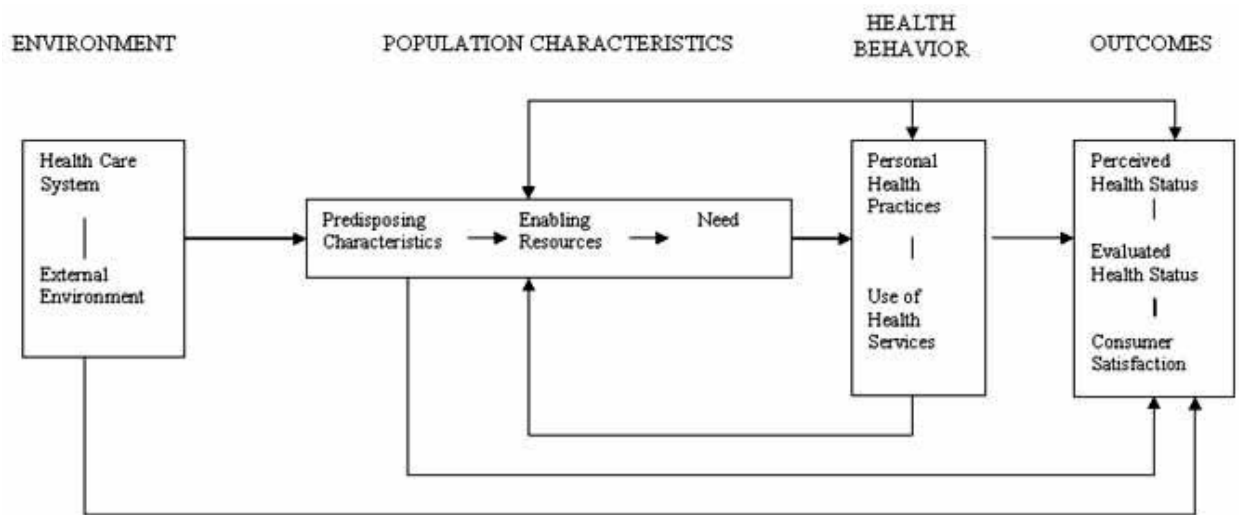 ENVIRONMENT
POPULATION CHARACTERISTICS
HEALTH
BEHAVIOR
OUTCOMES
Health Care
System
External
Environment
Predisposing
Characteristics
Enabling
Resources
Need
Personal
Health
Practices
Use of
Health
Services
Perceived
Health Status
Evaluated
Health Status
Consumer
Satisfaction